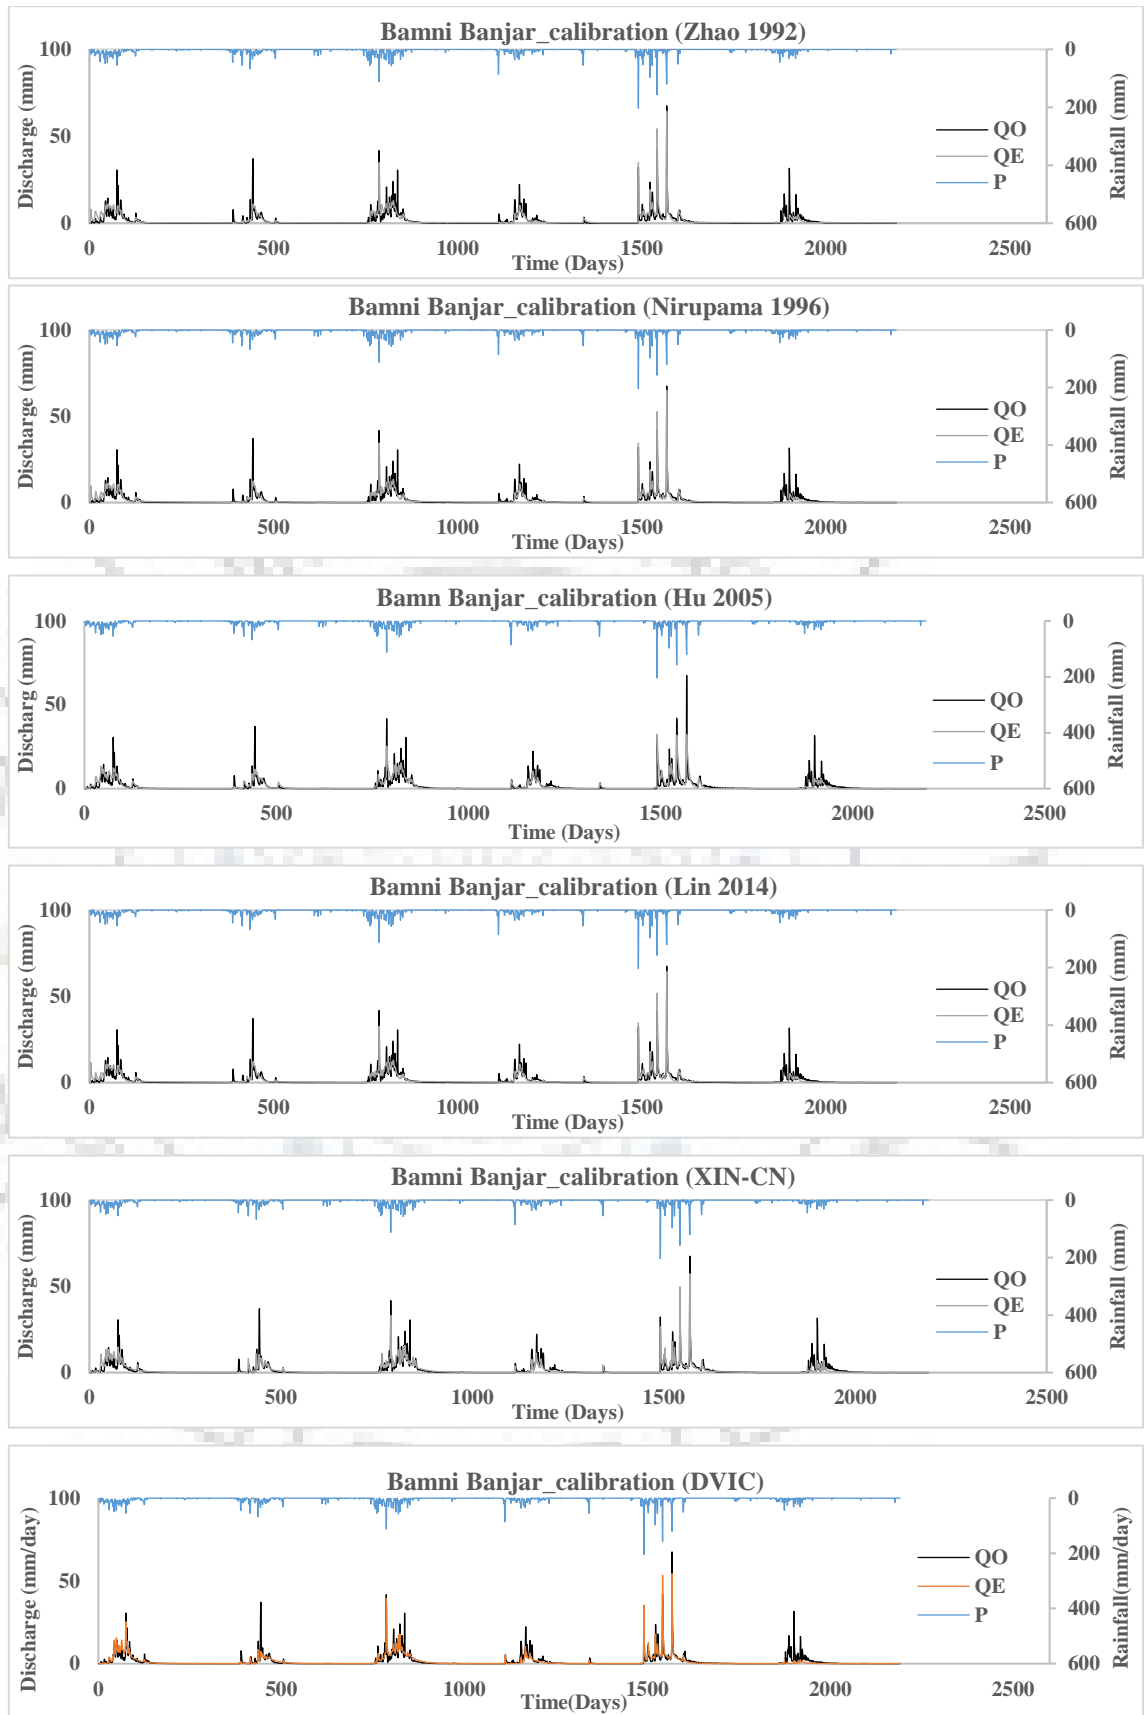 Bamni Banjar_calibration (Zhao 1992)
100
50
0
Discharge (mm)
0
200
400
600
Rainfall (mm)
QO
QE
P
0 500 1000 1500 2000 2500
Time (Days)
Bamni Banjar_calibration (Nirupama 1996)
100
50
0
Discharge (mm)
0
200
400
600
Rainfall (mm)
QO
QE
P
0 500 1000 1500 2000 2500
Time (Days)
Bamn Banjar_calibration (Hu 2005)
100
50
0
Discharg (mm)
0
200
400
600
Rainfall (mm)
QO
QE
P
0 500 1000 1500 2000 2500
Time (Days)
Bamni Banjar_calibration (Lin 2014)
100
50
0
Discharge (mm)
0
200
400
600
Rainfall (mm)
QO
QE
P
0 500 1000 1500 2000 2500
Time (Days)
Bamni Banjar_calibration (XIN-CN)
100
50
0
Discharge (mm)
0
200
400
600
Rainfall (mm)
QO
QE
P
0 500 1000 1500 2000 2500
Time (Days)
Bamni Banjar_calibration (DVIC)
100
50
0
Discharge (mm/day)
0
200
400
600
Rainfall(mm/day)
QO
QE
P
0 500 1000 1500 2000 2500
Time(Days)